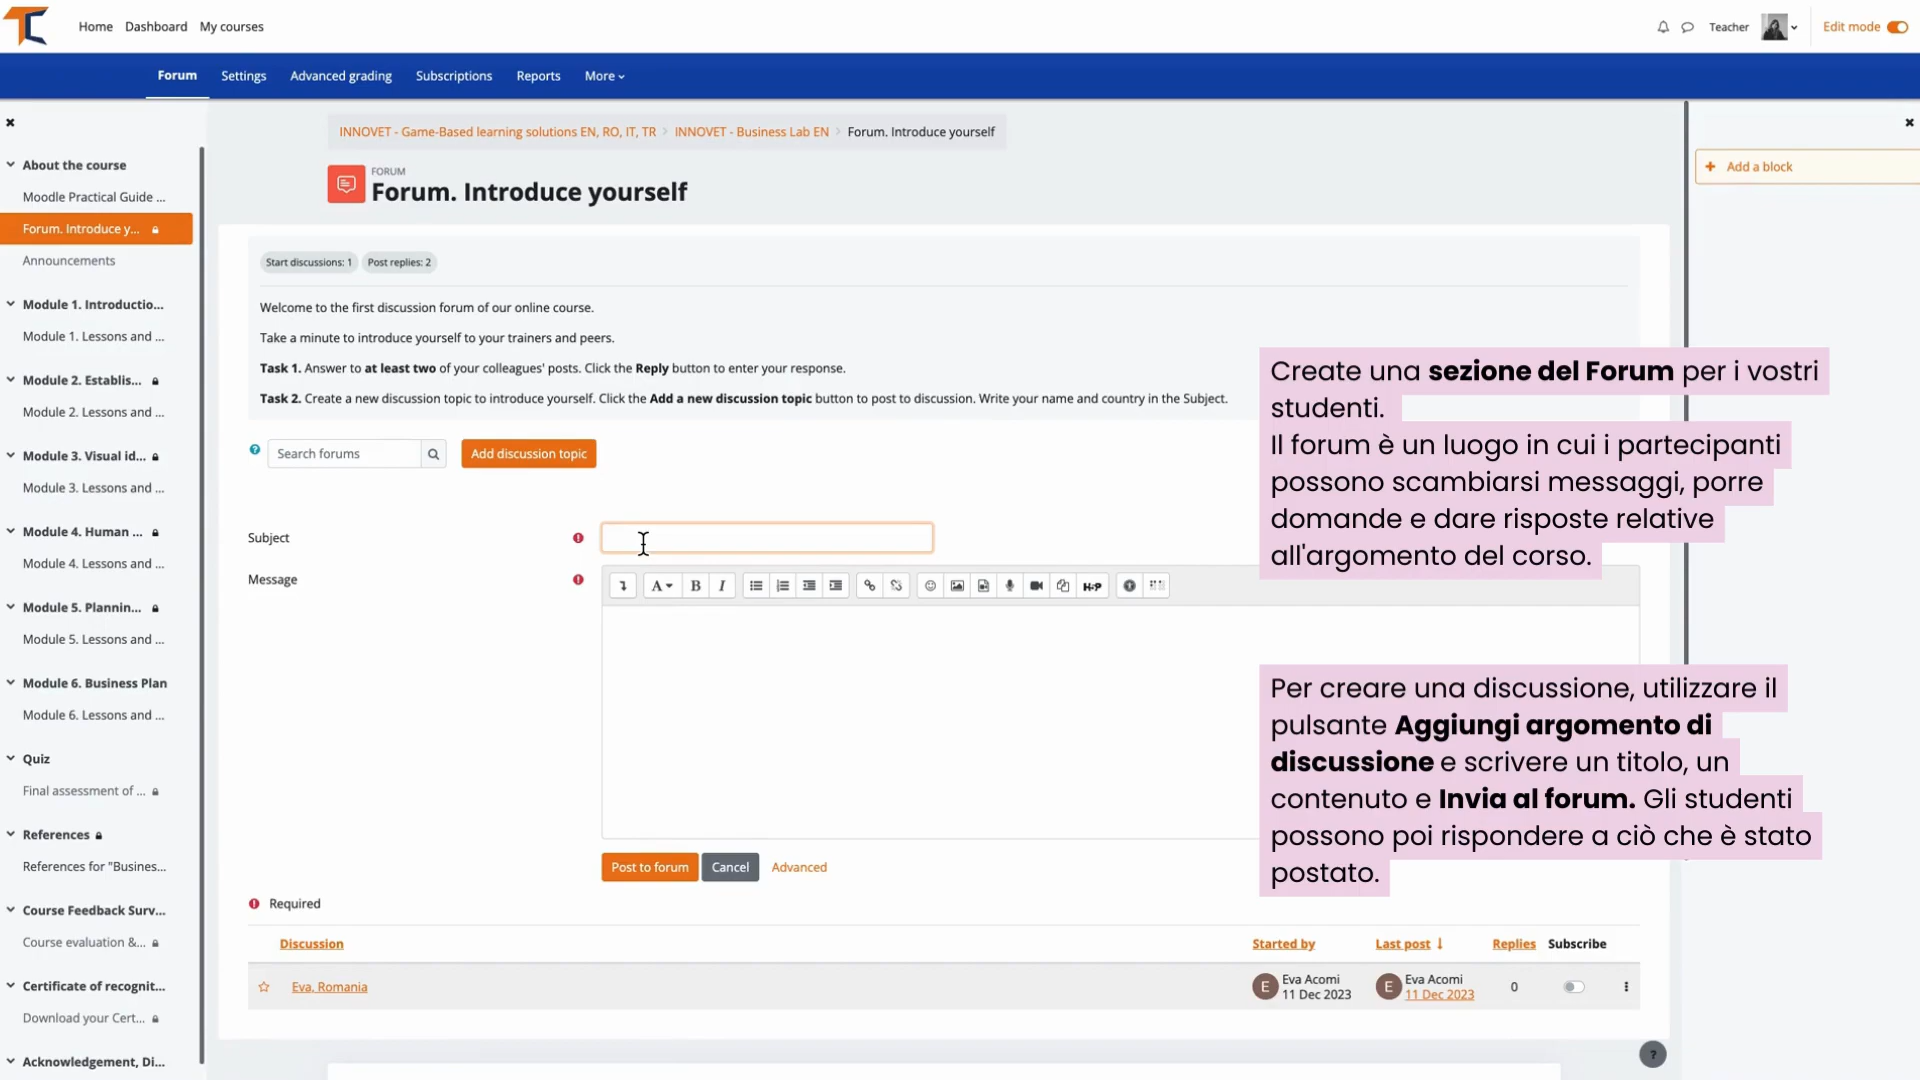 Home Dashboard My courses
Teacher
Edit mode
Forum Settings Advanced grading Subscriptions Reports More
INNOVET - Game-Based learning solutions EN, RO, IT, TR INNOVET - Business Lab EN Forum. Introduce yourself
FORUM
Forum. Introduce yourself
Add a block
About the course
Moodle Practical Guide ...
Forum. Introduce y...
Announcements
Module 1. Introductio...
Module 1. Lessons and ...
Module 2. Establis...
Module 2. Lessons and ...
Module 3. Visual id...
Module 3. Lessons and ...
Module 4. Human ...
Module 4. Lessons and ...
Module 5. Plannin...
Module 5. Lessons and ...
Module 6. Business Plan
Module 6. Lessons and ...
Quiz
Final assessment of ...
References
References for "Busines...
Course Feedback Surv...
Course evaluation &...
Certificate of recognit...
Download your Cert...
Acknowledgement, Di...
Start discussions: 1 Post replies: 2
Welcome to the first discussion forum of our online course.
Take a minute to introduce yourself to your trainers and peers.
Task 1. Answer to at least two of your colleagues' posts. Click the Reply button to enter your response.
Task 2. Create a new discussion topic to introduce yourself. Click the Add a new discussion topic button to post to discussion. Write your name and country in the Subject.
Search forums
Add discussion topic
Subject
Message
A B I H-P
Post to forum Cancel Advanced
Required
Discussion Started by Last post Replies Subscribe
Eva, Romania
E Eva Acomi
11 Dec 2023
E Eva Acomi
11 Dec 2023
0
?
Create una sezione del Forum per i vostri
studenti.
Il forum è un luogo in cui i partecipanti
possono scambiarsi messaggi, porre
domande e dare risposte relative
all'argomento del corso.
Per creare una discussione, utilizzare il
pulsante Aggiungi argomento di
discussione e scrivere un titolo, un
contenuto e Invia al forum. Gli studenti
possono poi rispondere a ciò che è stato
postato.